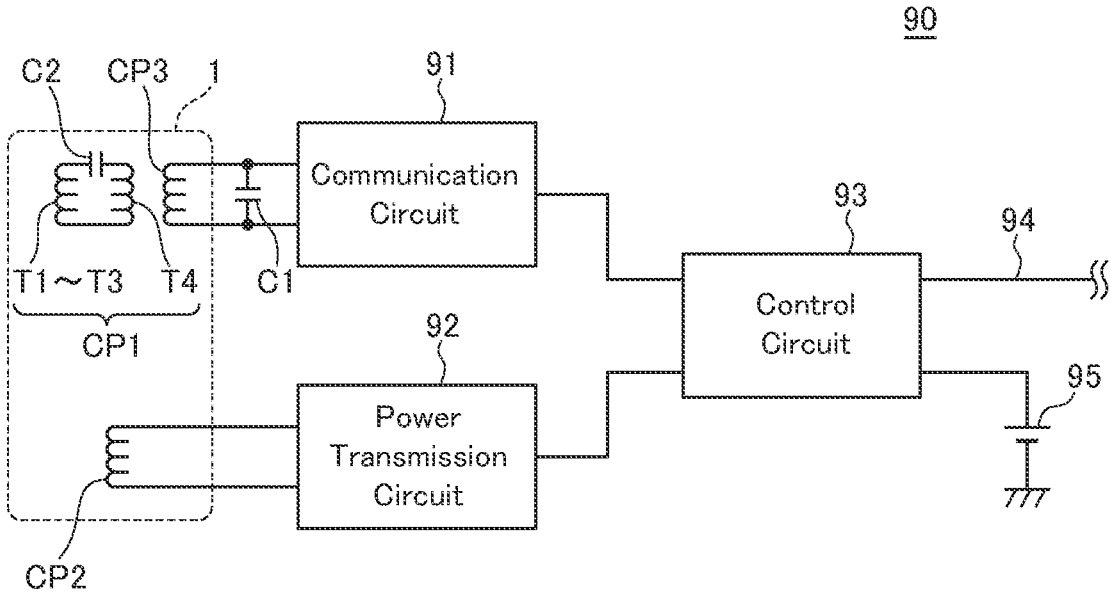 90
C2
CP3
1
91
Communication
Circuit
93
94
T1～T3
T4
C1
CP1
Control
Circuit
92
95
Power
Transmission
Circuit
CP2